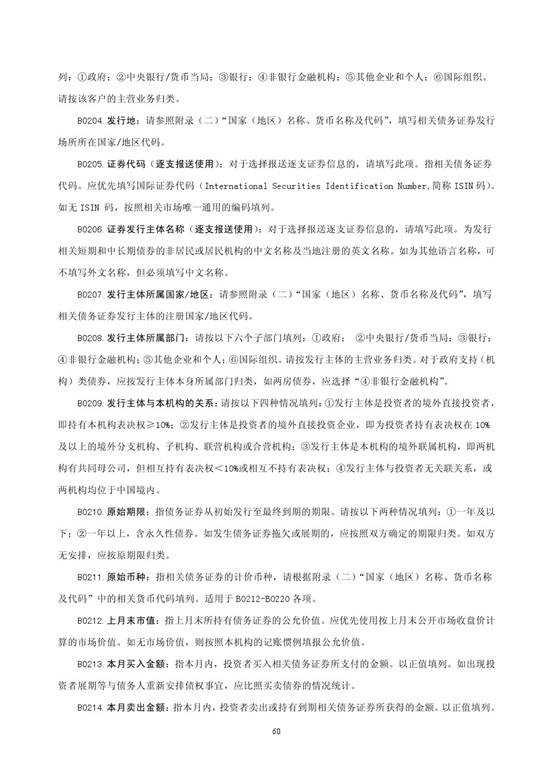 列：①政府；②中央银行/货币当局；③银行；④非银行金融机构；⑤其他企业和个人；⑥国际组织。
请按该客户的主营业务归类。
B0204.发行地：请参照附录（二）“国家（地区）名称、货币名称及代码”，填写相关债务证券发行
场所所在国家/地区代码。
B0205.证券代码（逐支报送使用）：对于选择报送逐支证券信息的，请填写此项。指相关债务证券
代码。应优先填写国际证券代码（International Securities Identification Number,简称 ISIN 码）。
如无 ISIN 码，按照相关市场唯一通用的编码填列。
B0206.证券发行主体名称（逐支报送使用）：对于选择报送逐支证券信息的，请填写此项。为发行
相关短期和中长期债券的非居民或居民机构的中文名称及当地注册的英文名称。如为其他语言名称，可
不填写外文名称，但必须填写中文名称。
B0207.发行主体所属国家/地区：请参照附录（二）“国家（地区）名称、货币名称及代码”，填写
相关债务证券发行主体的注册国家/地区代码。
B0208.发行主体所属部门：请按以下六个子部门填列：①政府； ②中央银行/货币当局；③银行；
④非银行金融机构；⑤其他企业和个人；⑥国际组织。请按发行主体的主营业务归类。对于政府支持（机
构）类债券，应按发行主体本身所属部门归类，如两房债券，应选择“④非银行金融机构”。
B0209.发行主体与本机构的关系：请按以下四种情况填列：①发行主体是投资者的境外直接投资者，
即持有本机构表决权≥10%；②发行主体是投资者的境外直接投资企业，即为投资者持有表决权在 10%
及以上的境外分支机构、子机构、联营机构或合营机构；③发行主体是本机构的境外联属机构，即两机
构有共同母公司，但相互持有表决权＜10%或相互不持有表决权；④发行主体与投资者无关联关系，或
两机构均位于中国境内。
B0210.原始期限：指债务证券从初始发行至最终到期的期限。请按以下两种情况填列：①一年及以
下；②一年以上，含永久性债券。如发生债务证券拖欠或展期的，应按照双方确定的期限归类。如双方
无安排，应按原期限归类。
B0211.原始币种：指相关债务证券的计价币种，请根据附录（二）“国家（地区）名称、货币名称
及代码”中的相关货币代码填列。适用于 B0212-B0220 各项。
B0212.上月末市值：指上月末所持有债务证券的公允价值。应优先使用按上月末公开市场收盘价计
算的市场价值。如无市场价值，则按照本机构的记账惯例填报公允价值。
B0213.本月买入金额：指本月内，投资者买入相关债务证券所支付的金额。以正值填列。如出现投
资者展期等与债务人重新安排债权事宜，应比照买卖债券的情况统计。
B0214.本月卖出金额：指本月内，投资者卖出或持有到期相关债务证券所获得的金额。以正值填列。
60